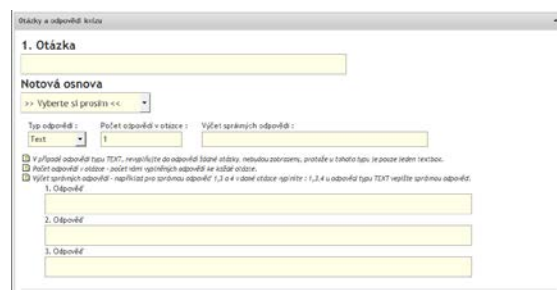 Otázky a odpovědi kvízu
1. Otázka
Notová osnova
>> Vyberte si prosím <<
Typ odpovědi : Počet odpovědí v otázce : Výčet správných odpovědí :
Text 1
V případě odpovědi typu TEXT, nevyplňujte do odpovědí žádné otázky, nebudou zobrazeny, protože u tohoto typu je pouze jeden textbox.
Počet odpovědí v otázce - počet vámi vyplněných odpovědí ke každé otázce.
Výčet správných odpovědí - například pro správnou odpověď 1,3 a 4 v dané otázce vyplníte : 1,3,4 u odpovědi typu TEXT vepište správnou odpověď.
1. Odpověď
2. Odpověď
3. Odpověď